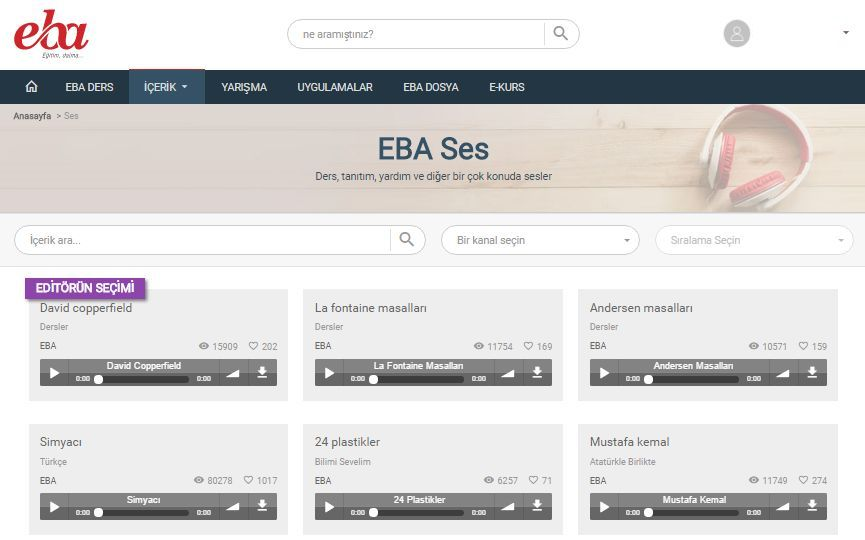 eba
Eğitim, daima...
ne aramıştınız?
EBA DERS İÇERİK YARIŞMA UYGULAMALAR EBA DOSYA E-KURS
Anasayfa > Ses
EBA Ses
Ders, tanıtım, yardım ve diğer bir çok konuda sesler
İçerik ara... Bir kanal seçin Sıralama Seçin
EDİTÖRÜN SEÇİMİ
David copperfield
Dersler
EBA 15909 202
David Copperfield
0:00 0:00
La fontaine masalları
Dersler
EBA 11754 169
La Fontaine Masalları
0:00 0:00
Andersen masalları
Dersler
EBA 10571 159
Andersen Masalları
0:00 0:00
Simyacı
Türkçe
EBA 80278 1017
Simyacı
0:00 0:00
24 plastikler
Bilimi Sevelim
EBA 6257 71
24 Plastikler
0:00 0:00
Mustafa kemal
Atatürkle Birlikte
EBA 11749 274
Mustafa Kemal
0:00 0:00